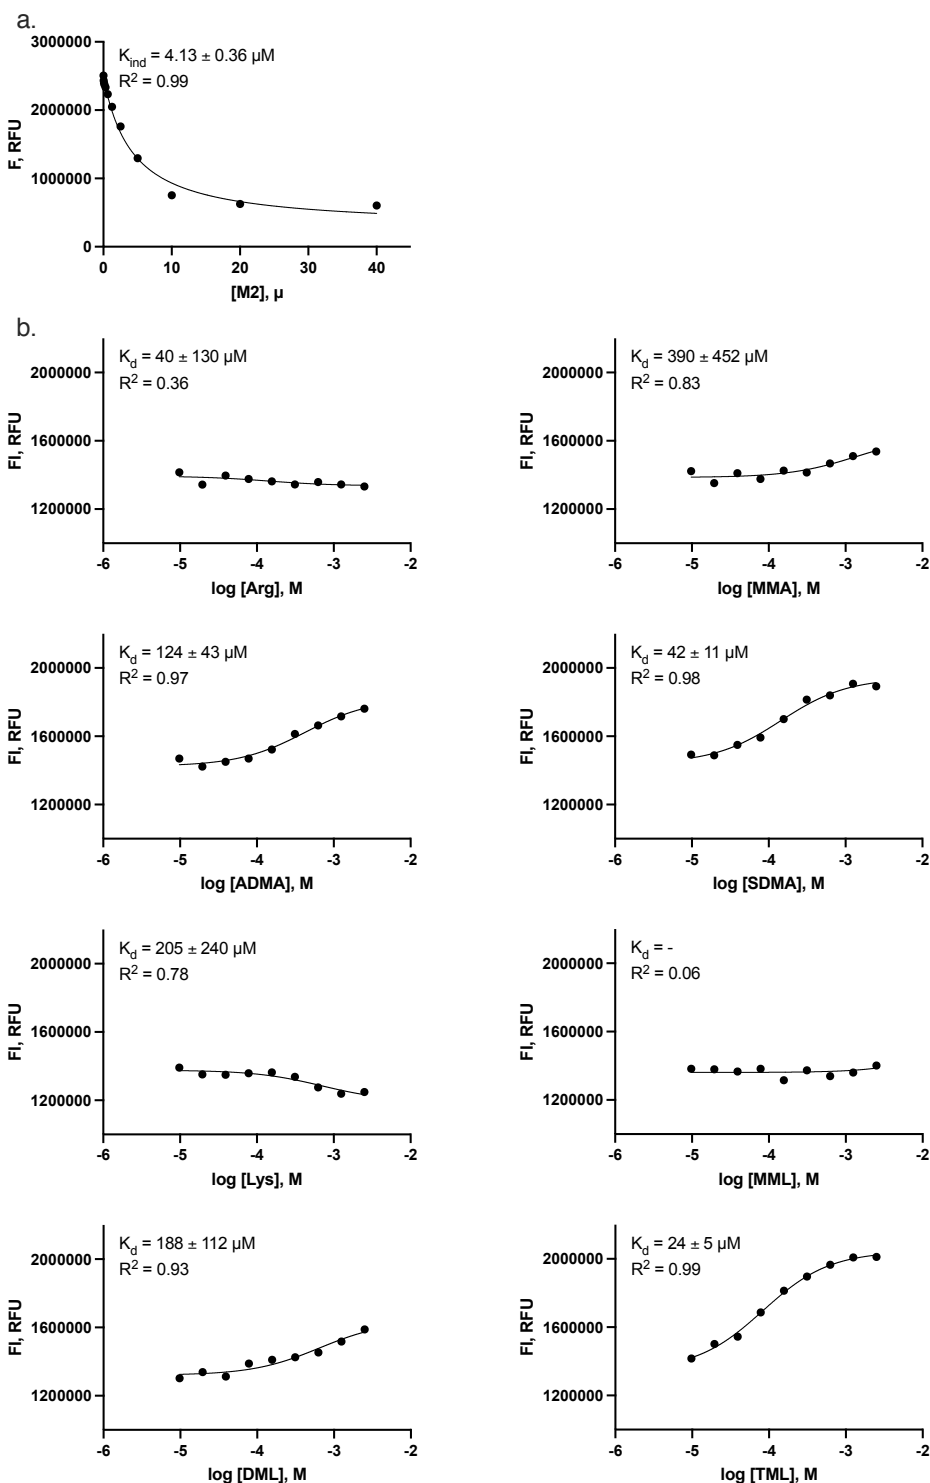 a.
3000000
2000000
1000000
0
F, RFU
K_ind = 4.13 ± 0.36 µM
R² = 0.99
0 10 20 30 40
[M2], µ
b.
2000000
1600000
1200000
FI, RFU
K_d = 40 ± 130 µM
R² = 0.36
-6 -5 -4 -3 -2
log [Arg], M
2000000
1600000
1200000
FI, RFU
K_d = 390 ± 452 µM
R² = 0.83
-6 -5 -4 -3 -2
log [MMA], M
2000000
1600000
1200000
FI, RFU
K_d = 124 ± 43 µM
R² = 0.97
-6 -5 -4 -3 -2
log [ADMA], M
2000000
1600000
1200000
FI, RFU
K_d = 42 ± 11 µM
R² = 0.98
-6 -5 -4 -3 -2
log [SDMA], M
2000000
1600000
1200000
FI, RFU
K_d = 205 ± 240 µM
R² = 0.78
-6 -5 -4 -3 -2
log [Lys], M
2000000
1600000
1200000
FI, RFU
K_d = -
R² = 0.06
-6 -5 -4 -3 -2
log [MML], M
2000000
1600000
1200000
FI, RFU
K_d = 188 ± 112 µM
R² = 0.93
-6 -5 -4 -3 -2
log [DML], M
2000000
1600000
1200000
FI, RFU
K_d = 24 ± 5 µM
R² = 0.99
-6 -5 -4 -3 -2
log [TML], M